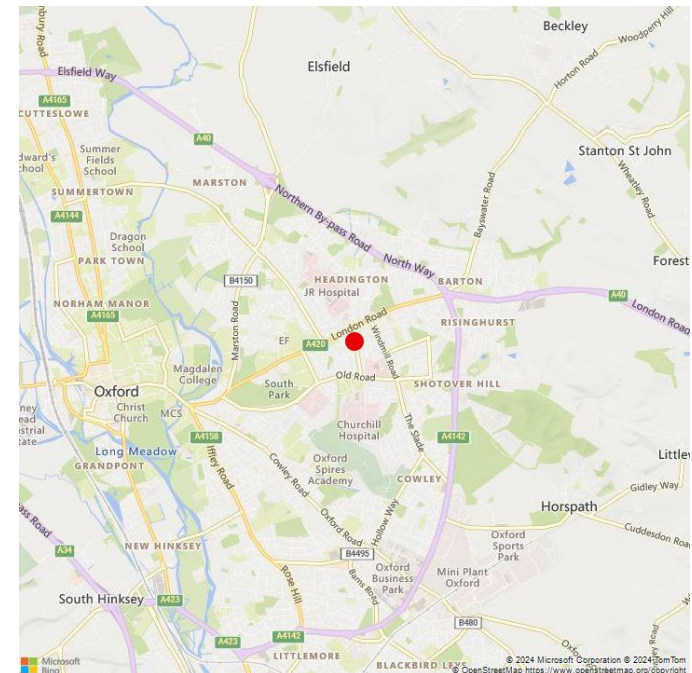 Beckley
Woodperry Hill
Horton Road
Elsfield
Elsfield Way
A4165
CUTTESLOWE
A40
Stanton St John
Summer
Fields
School
SUMMERTOWN
MARSTON
Wheatley Road
A4144
Northern By-pass Road
Bayswater Road
Dragon
School
PARK TOWN
North Way
B4150
HEADINGTON
JR Hospital
BARTON
A40
London Road
NORHAM MANOR
A4165
Marston Road
London Road
RISINGHURST
EF
A420
Windmill Road
Magdalen
College
South
Park
Old Road
SHOTOVER HILL
Oxford
Christ
Church
MCS
Churchill
Hospital
The Slade
A4142
Long Meadow
A4158
GRANDPONT
Iffley Road
Cowley Road
Oxford
Spires
Academy
COWLEY
Gidley Way
Oxford Road
Hollow Way
Horspath
Cuddesdon Road
A34
NEW HINKSEY
B4495
Oxford
Sports
Park
Rose Hill
Barns Road
Oxford
Business
Park
Mini Plant
Oxford
South Hinksey
A423
B480
A423
A4142
LITTLEMORE
BLACKBIRD LEYS
Microsoft
Bing
© 2024 Microsoft Corporation © 2024 TomTom
© OpenStreetMap https://www.openstreetmap.org/copyright